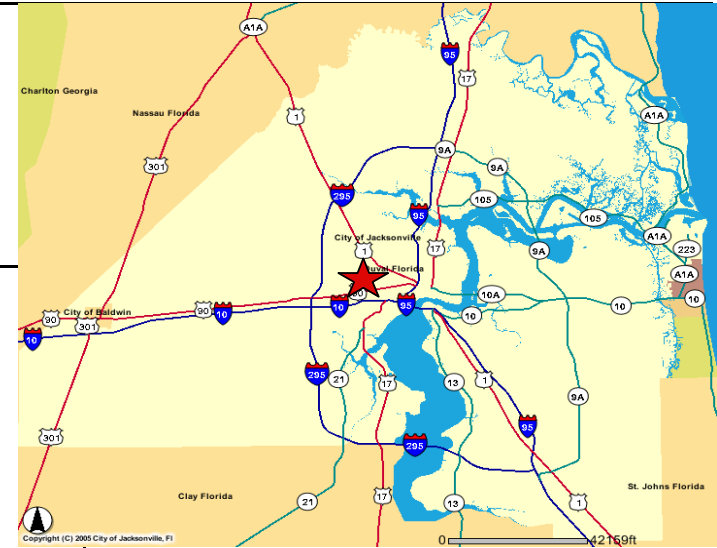 A1A
95
17
Charlton Georgia
Nassau Florida
A1A
1
9A
301
9A
295
105
95
105
City of Jacksonville
A1A
1
17
9A
223
Duval Florida
A1A
90
10A
10
City of Baldwin
90
10
95
10
10
90
301
10
10
295
21
17
13
1
9A
95
301
295
Clay Florida
St. Johns Florida
21
17
13
1
Copyright (C) 2005 City of Jacksonville, Fl
0
42159ft